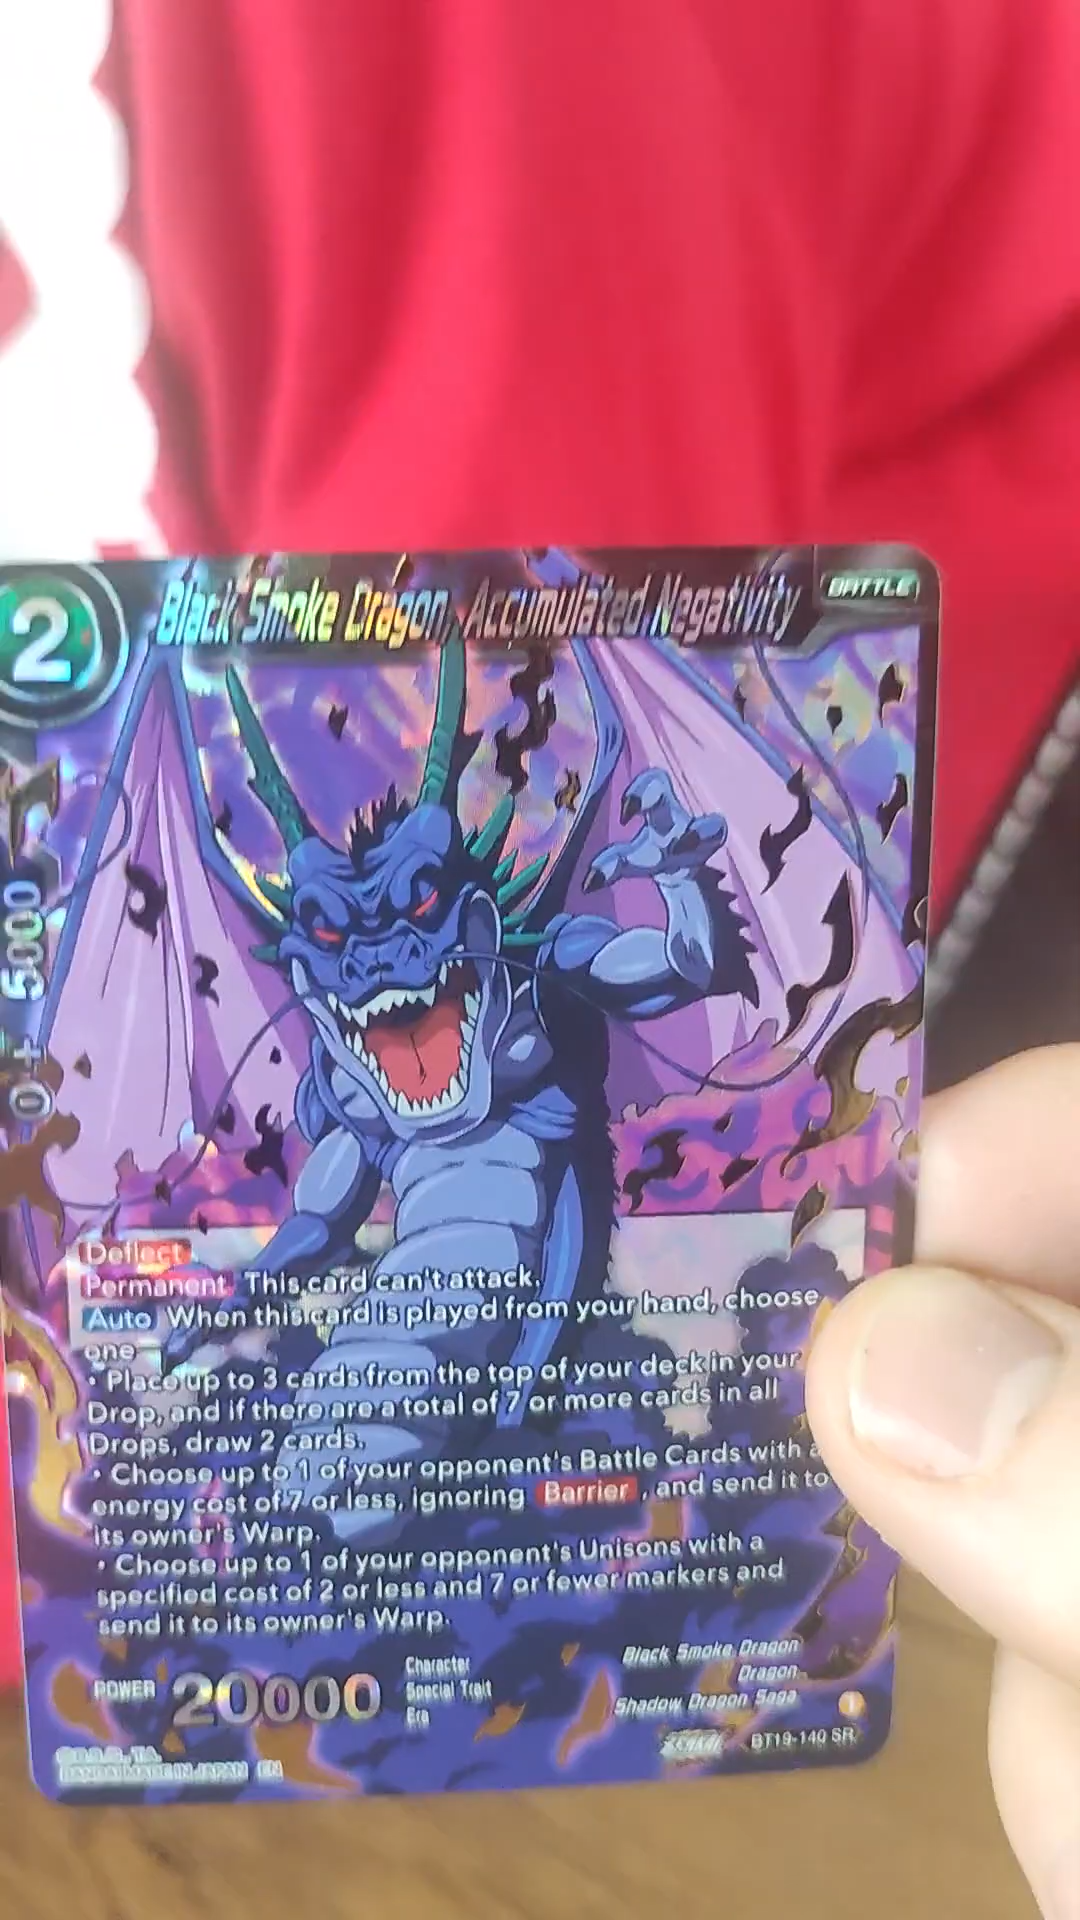 2
Black Smoke Dragon, Accumulated Negativity
BATTLE
0 + 5000
Deflect
Permanent This card can't attack.
Auto When this card is played from your hand, choose
one—
• Place up to 3 cards from the top of your deck in your
Drop, and if there are a total of 7 or more cards in all
Drops, draw 2 cards.
• Choose up to 1 of your opponent's Battle Cards with a
energy cost of 7 or less, ignoring Barrier , and send it to
its owner's Warp.
• Choose up to 1 of your opponent's Unisons with a
specified cost of 2 or less and 7 or fewer markers and
send it to its owner's Warp.
POWER 20000
Character Black Smoke Dragon
Special Trait Dragon
Era Shadow Dragon Saga
BT19-140 SR
BANDAI MADE IN JAPAN EN